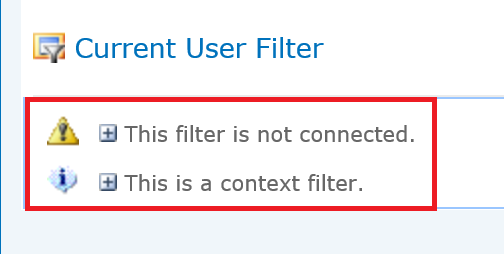 Current User Filter
This filter is not connected.
This is a context filter.